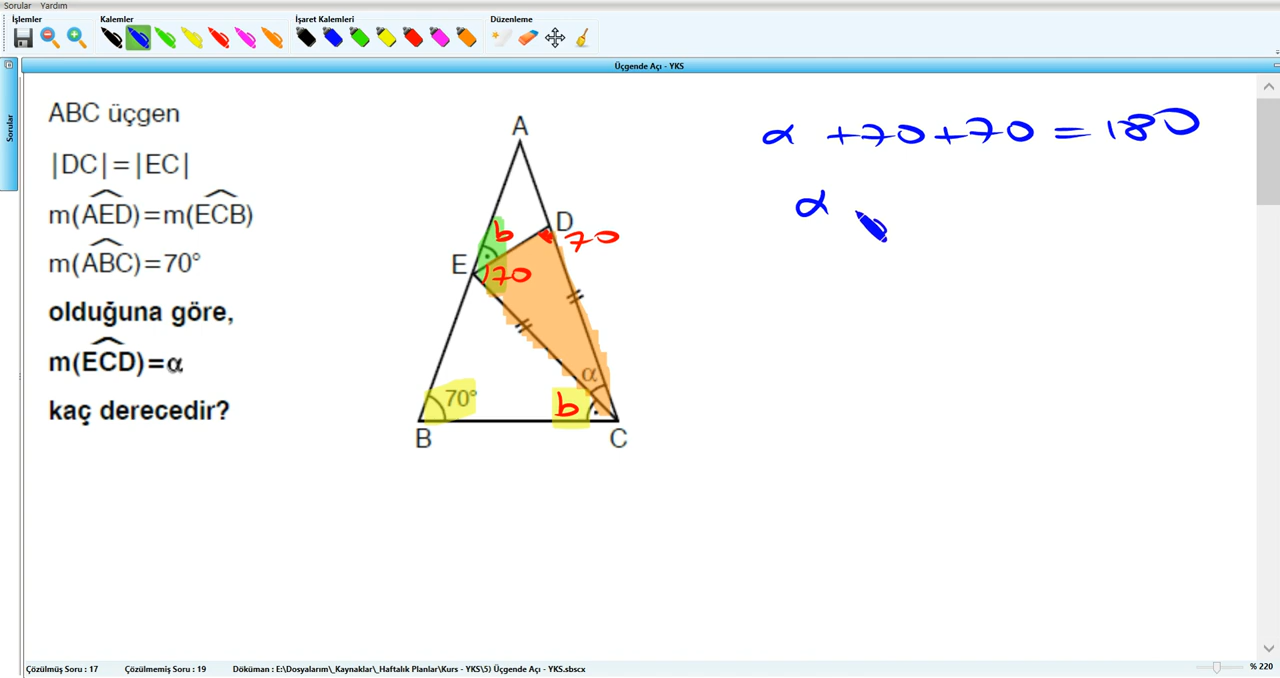 Sorular Yardım
İşlemler Kalemler İşaret Kalemleri Düzenleme
Üçgende Açı - YKS
Sorular
ABC üçgen
|DC|=|EC|
m(AED)=m(ECB)
m(ABC)=70°
olduğuna göre,
m(ECD)=α
kaç derecedir?
A
D
70
b
E
70
α
70°
b
B
C
α +70+70=180
α
Çözülmüş Soru : 17 Çözülmemiş Soru : 19 Döküman : E:\Dosyalarım\_Kaynaklar\_Haftalık Planlar\Kurs - YKS\5) Üçgende Açı - YKS.sbscx % 220